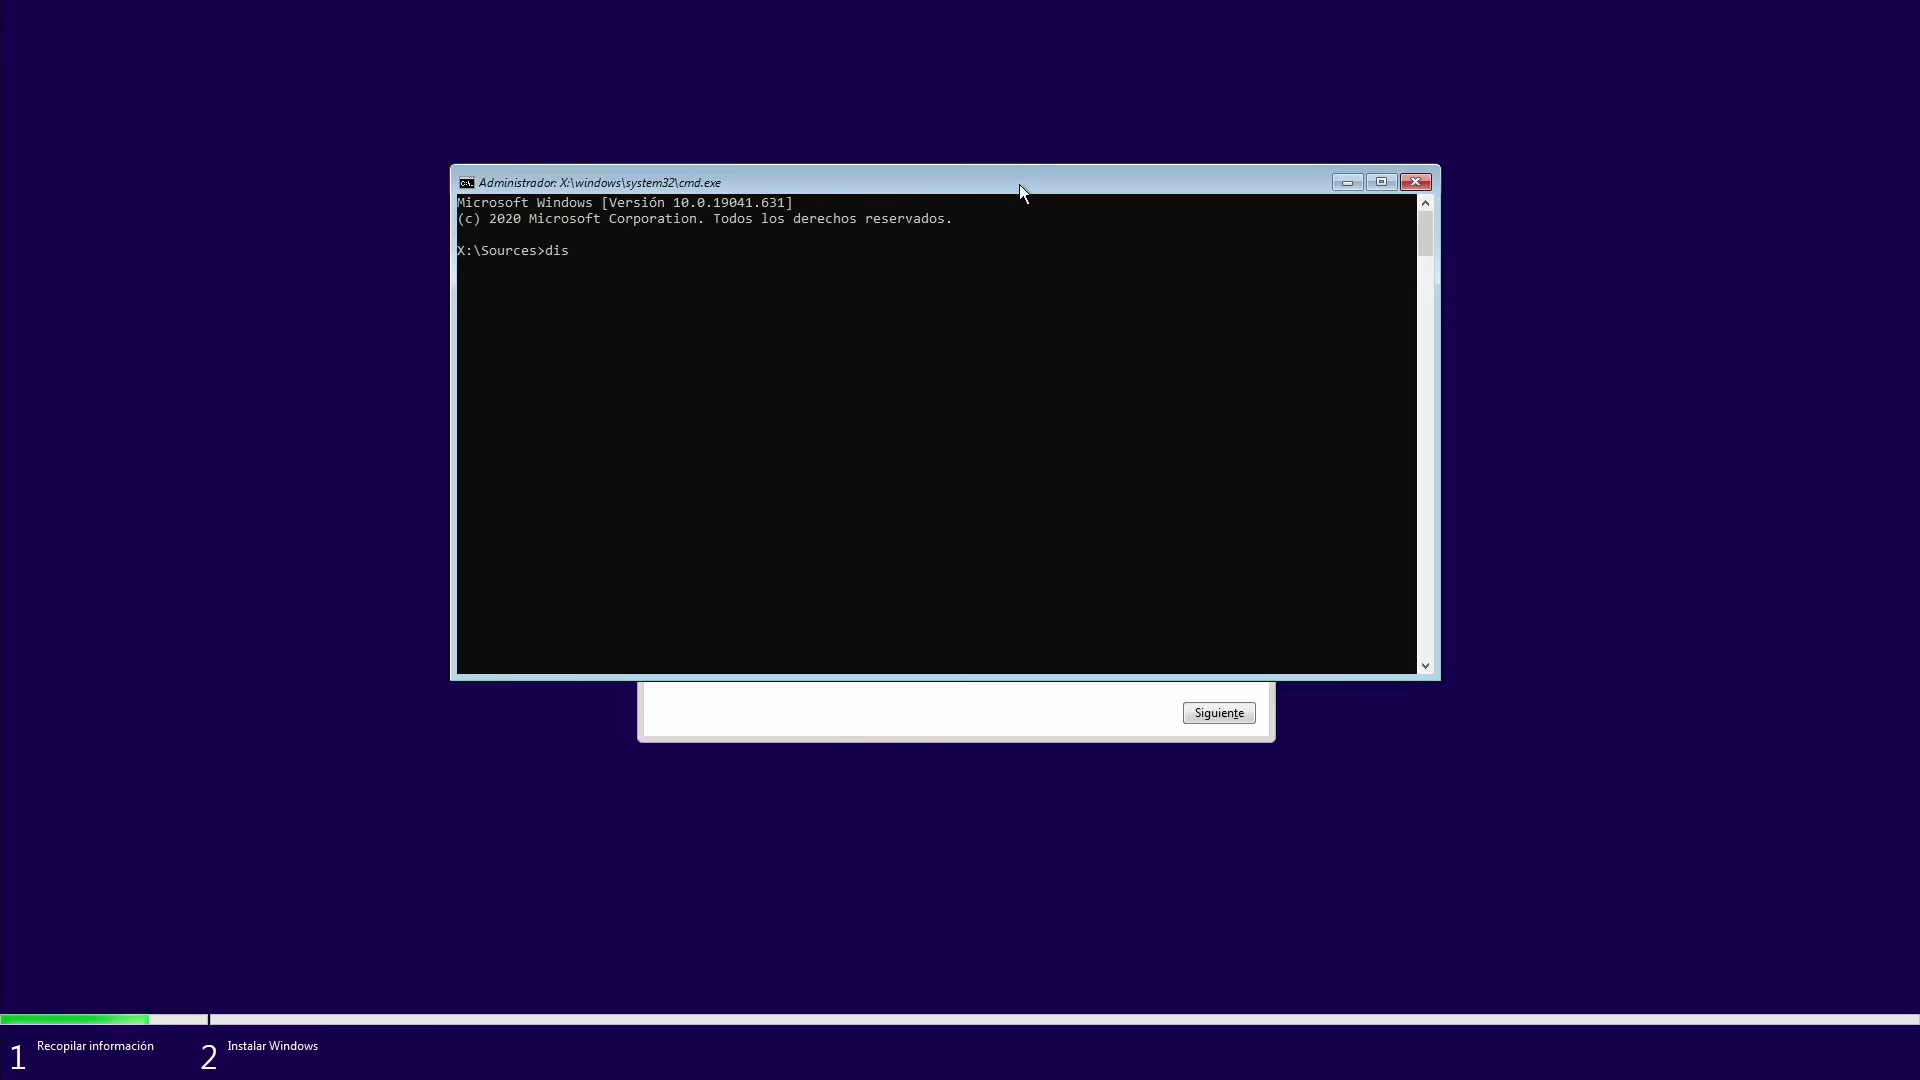 Administrador: X:\windows\system32\cmd.exe
Microsoft Windows [Versión 10.0.19041.631]
(c) 2020 Microsoft Corporation. Todos los derechos reservados.
X:\Sources>dis
Siguiente
1 Recopilar información
2 Instalar Windows